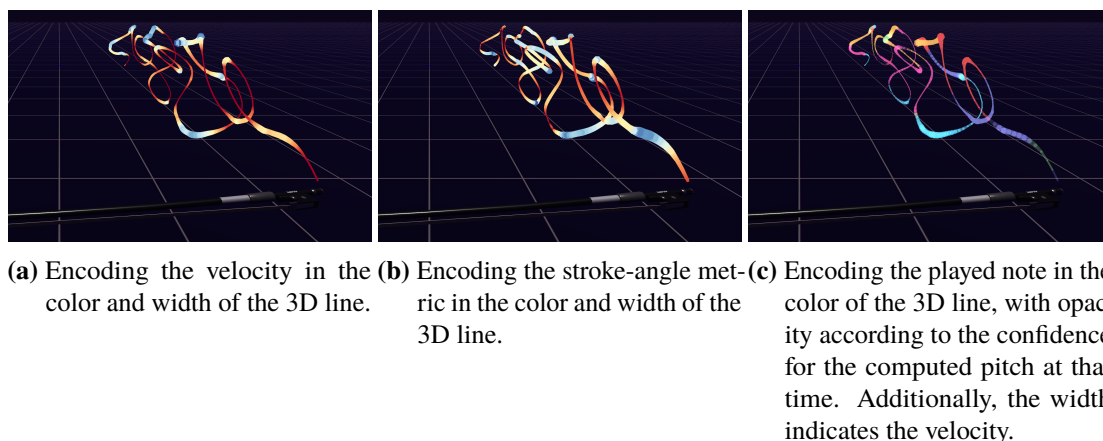 (a) Encoding the velocity in the
color and width of the 3D line.
(b) Encoding the stroke-angle met-
ric in the color and width of the
3D line.
(c) Encoding the played note in the
color of the 3D line, with opac
ity according to the confidence
for the computed pitch at tha
time. Additionally, the width
indicates the velocity.